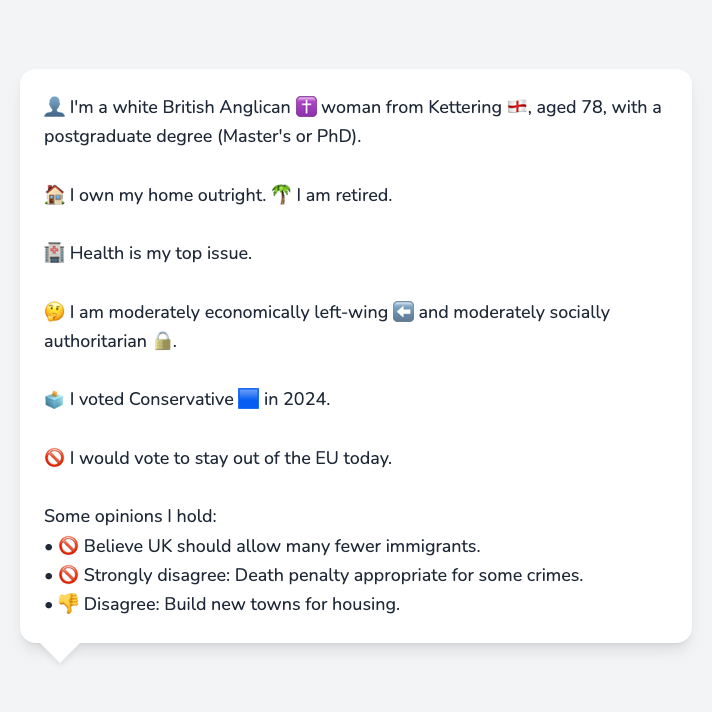 👤 I'm a white British Anglican ✝️ woman from Kettering 🏴󠁧󠁢󠁥󠁮󠁧󠁿, aged 78, with a
postgraduate degree (Master's or PhD).
🏠 I own my home outright. 🌴 I am retired.
🏥 Health is my top issue.
🤔 I am moderately economically left-wing ⬅️ and moderately socially
authoritarian 🔒.
🗳️ I voted Conservative 🟦 in 2024.
🚫 I would vote to stay out of the EU today.
Some opinions I hold:
• 🚫 Believe UK should allow many fewer immigrants.
• 🚫 Strongly disagree: Death penalty appropriate for some crimes.
• 👎 Disagree: Build new towns for housing.